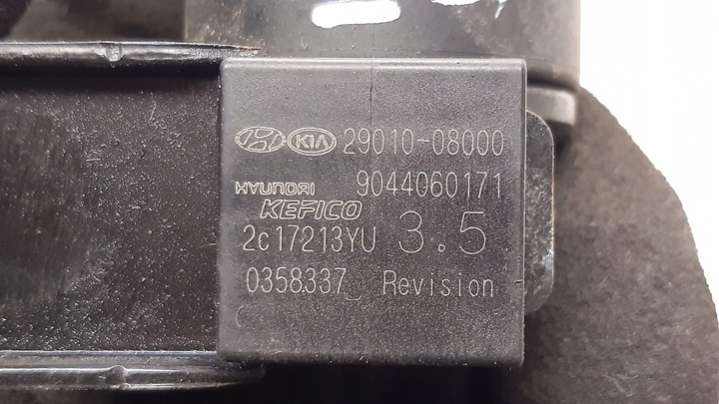 KIA 29010-08000
HYUNDAI 9044060171
KEFICO
2c17213YU 3.5
0358337 Revision